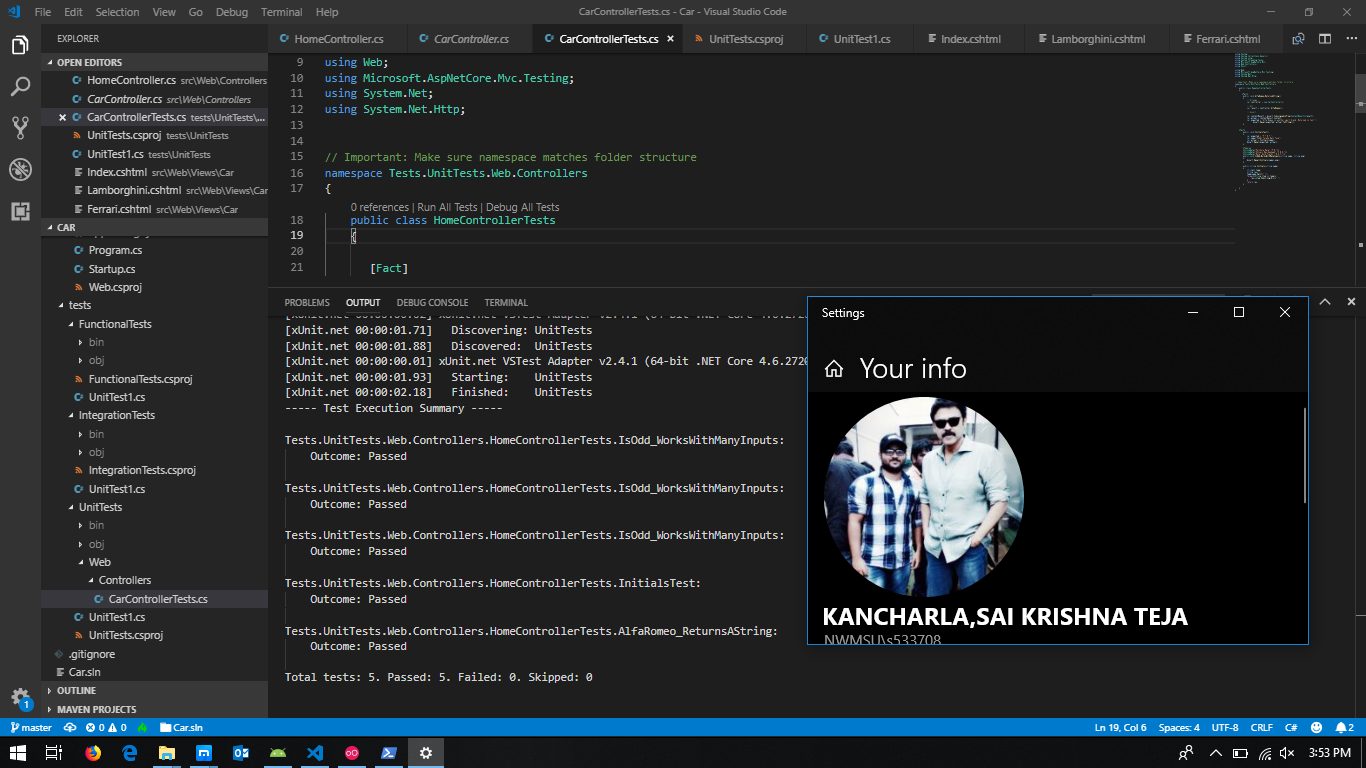 File Edit Selection View Go Debug Terminal Help
CarControllerTests.cs - Car - Visual Studio Code
EXPLORER
OPEN EDITORS
HomeController.cs src\Web\Controllers
CarController.cs src\Web\Controllers
CarControllerTests.cs tests\UnitTests\...
UnitTests.csproj tests\UnitTests
UnitTest1.cs tests\UnitTests
Index.cshtml src\Web\Views\Car
Lamborghini.cshtml src\Web\Views\Car
Ferrari.cshtml src\Web\Views\Car
CAR
Program.cs
Startup.cs
Web.csproj
tests
FunctionalTests
bin
obj
FunctionalTests.csproj
UnitTest1.cs
IntegrationTests
bin
obj
IntegrationTests.csproj
UnitTest1.cs
UnitTests
bin
obj
Web
Controllers
CarControllerTests.cs
UnitTest1.cs
UnitTests.csproj
.gitignore
Car.sln
OUTLINE
MAVEN PROJECTS
HomeController.cs CarController.cs CarControllerTests.cs UnitTests.csproj UnitTest1.cs Index.cshtml Lamborghini.cshtml Ferrari.cshtml
9 using Web;
10 using Microsoft.AspNetCore.Mvc.Testing;
11 using System.Net;
12 using System.Net.Http;
13
14
15 // Important: Make sure namespace matches folder structure
16 namespace Tests.UnitTests.Web.Controllers
17 {
0 references | Run All Tests | Debug All Tests
18 public class HomeControllerTests
19 {
20
21 [Fact]
PROBLEMS OUTPUT DEBUG CONSOLE TERMINAL
[xUnit.net 00:00:01.71] Discovering: UnitTests
[xUnit.net 00:00:01.88] Discovered: UnitTests
[xUnit.net 00:00:00.01] xUnit.net VSTest Adapter v2.4.1 (64-bit .NET Core 4.6.2720
[xUnit.net 00:00:01.93] Starting: UnitTests
[xUnit.net 00:00:02.18] Finished: UnitTests
----- Test Execution Summary -----
Tests.UnitTests.Web.Controllers.HomeControllerTests.IsOdd_WorksWithManyInputs:
Outcome: Passed
Tests.UnitTests.Web.Controllers.HomeControllerTests.IsOdd_WorksWithManyInputs:
Outcome: Passed
Tests.UnitTests.Web.Controllers.HomeControllerTests.IsOdd_WorksWithManyInputs:
Outcome: Passed
Tests.UnitTests.Web.Controllers.HomeControllerTests.InitialsTest:
Outcome: Passed
Tests.UnitTests.Web.Controllers.HomeControllerTests.AlfaRomeo_ReturnsAString:
Outcome: Passed
Total tests: 5. Passed: 5. Failed: 0. Skipped: 0
Settings
Your info
KANCHARLA,SAI KRISHNA TEJA
NWMSU\s533708
1
master 0 0 Car.sln
Ln 19, Col 6 Spaces: 4 UTF-8 CRLF C# 2
3:53 PM